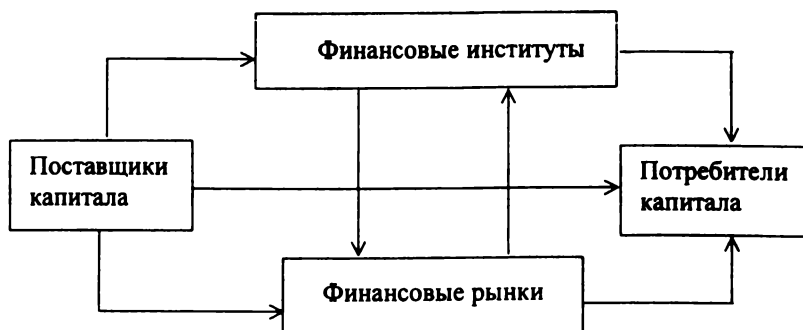 Финансовые институты
Поставщики
капитала
Потребители
капитала
Финансовые рынки